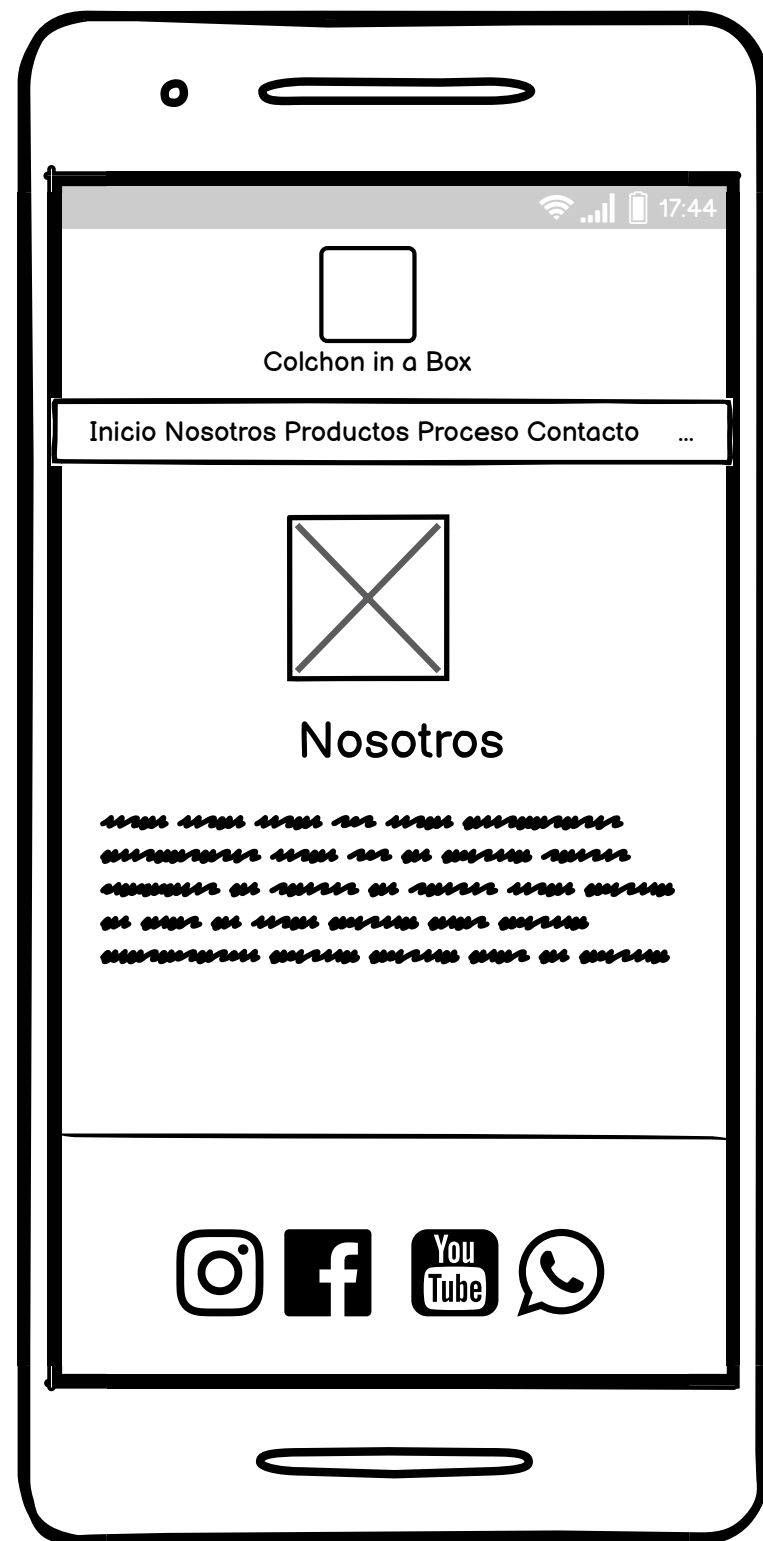 17:44
Colchon in a Box
Inicio Nosotros Productos Proceso Contacto ...
Nosotros
You
Tube